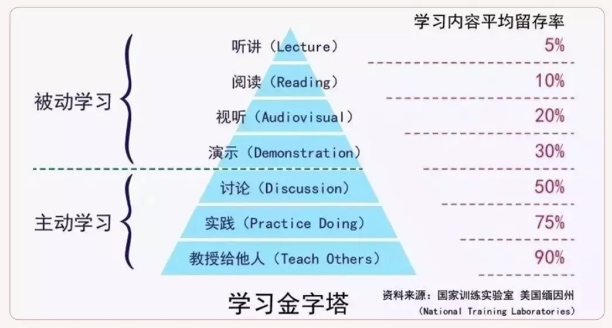 学习内容平均留存率
听讲（Lecture） 5%
阅读（Reading） 10%
被动学习
视听（Audiovisual） 20%
演示（Demonstration） 30%
讨论（Discussion） 50%
主动学习
实践（Practice Doing） 75%
教授给他人（Teach Others） 90%
学习金字塔
资料来源：国家训练实验室 美国缅因州
（National Training Laboratories）